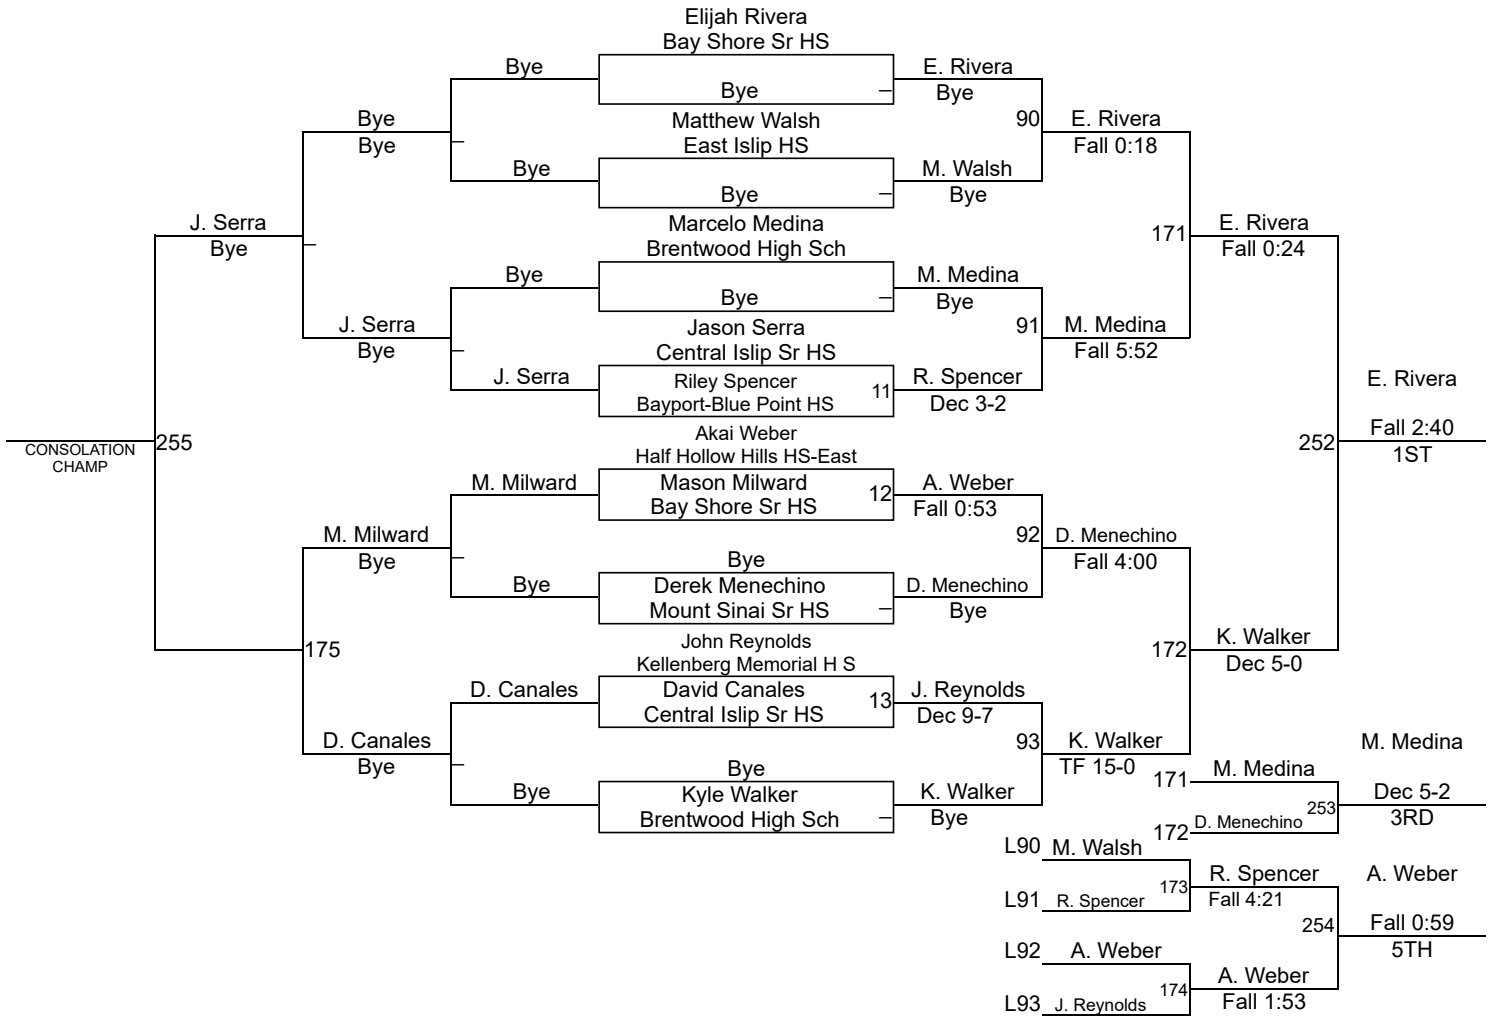 Elijah Rivera
Bay Shore Sr HS
Bye
E. Rivera
Bye –
Bye
Matthew Walsh
East Islip HS
90
E. Rivera
Fall 0:18
Bye
Bye
–
Bye
M. Walsh
Bye –
Bye
Marcelo Medina
Brentwood High Sch
J. Serra
Bye
–
171
E. Rivera
Fall 0:24
Bye
M. Medina
Bye –
Bye
Jason Serra
Central Islip Sr HS
91
M. Medina
Fall 5:52
J. Serra
Bye
–
J. Serra
Riley Spencer
Bayport-Blue Point HS
11
R. Spencer
Dec 3-2
CONSOLATION
CHAMP
255
252
E. Rivera
Fall 2:40
1ST
Akai Weber
Half Hollow Hills HS-East
M. Milward
Mason Milward
Bay Shore Sr HS
12
A. Weber
Fall 0:53
M. Milward
Bye
–
92
D. Menechino
Fall 4:00
Bye
Bye
Derek Menechino
Mount Sinai Sr HS –
D. Menechino
Bye
175
172
K. Walker
Dec 5-0
John Reynolds
Kellenberg Memorial H S
D. Canales
David Canales
Central Islip Sr HS
13
J. Reynolds
Dec 9-7
D. Canales
Bye
–
93
K. Walker
TF 15-0
Bye
Bye
Kyle Walker
Brentwood High Sch –
K. Walker
Bye
171
M. Medina
172
D. Menechino
253
M. Medina
Dec 5-2
3RD
L90
M. Walsh
L91
R. Spencer
173
R. Spencer
Fall 4:21
L92
A. Weber
L93
J. Reynolds
174
A. Weber
Fall 1:53
254
A. Weber
Fall 0:59
5TH